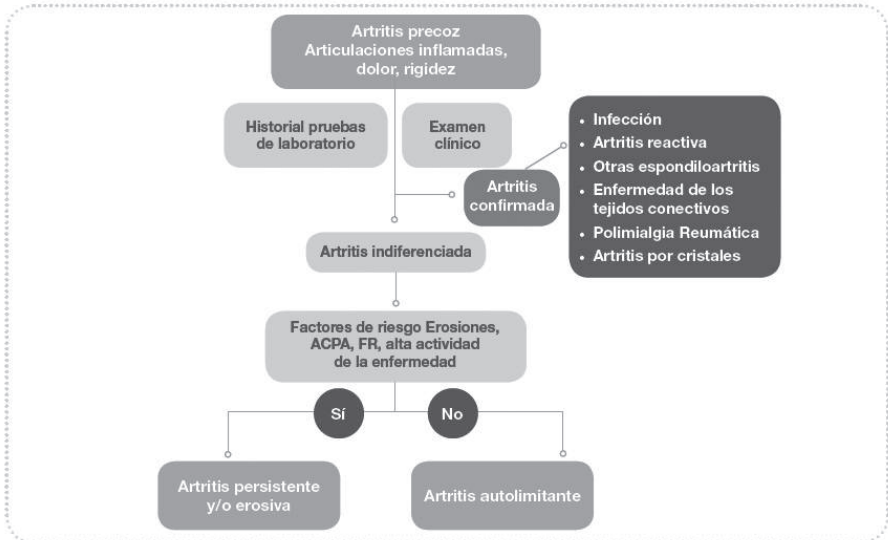 Artritis precoz
Articulaciones inflamadas,
dolor, rigidez
Historial pruebas
de laboratorio
Examen
clínico
Artritis
confirmada
• Infección
• Artritis reactiva
• Otras espondiloartritis
• Enfermedad de los
tejidos conectivos
• Polimialgia Reumática
• Artritis por cristales
Artritis indiferenciada
Factores de riesgo Erosiones,
ACPA, FR, alta actividad
de la enfermedad
Sí
No
Artritis persistente
y/o erosiva
Artritis autolimitante